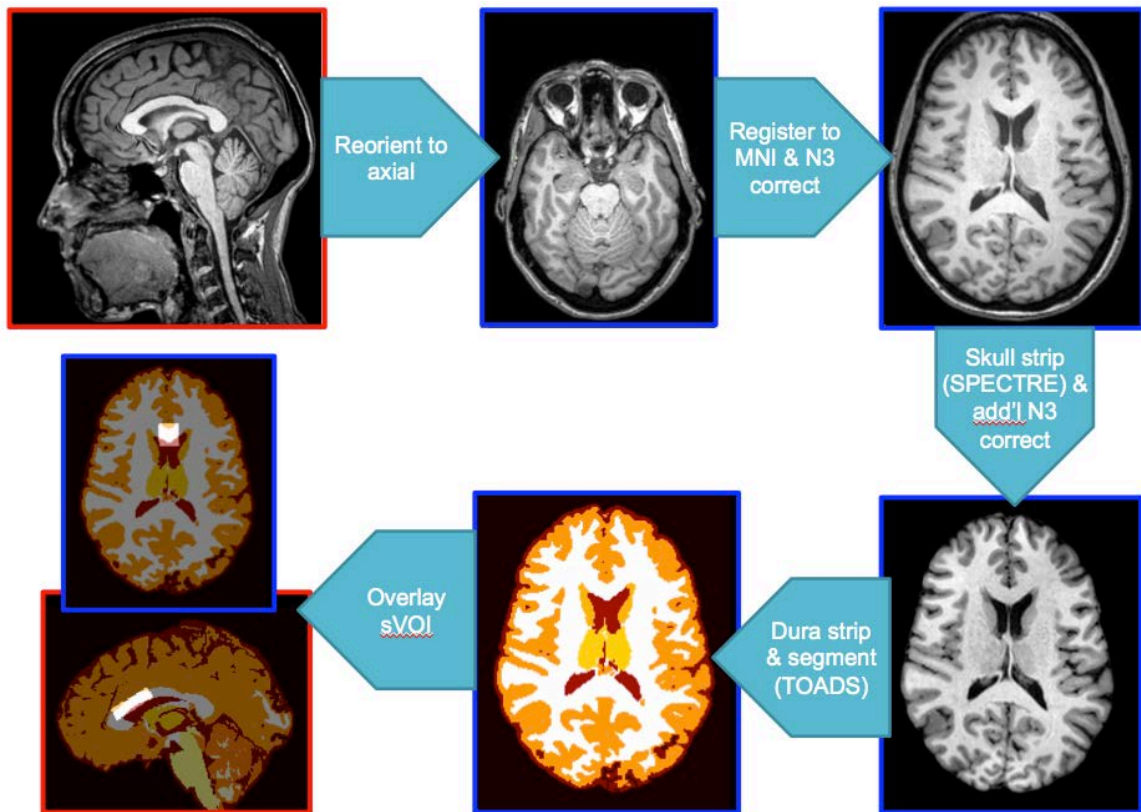 Reorient to
axial
Register to
MNI & N3
correct
Skull strip
(SPECTRE) &
add'l N3
correct
Dura strip
& segment
(TOADS)
Overlay
sVOI